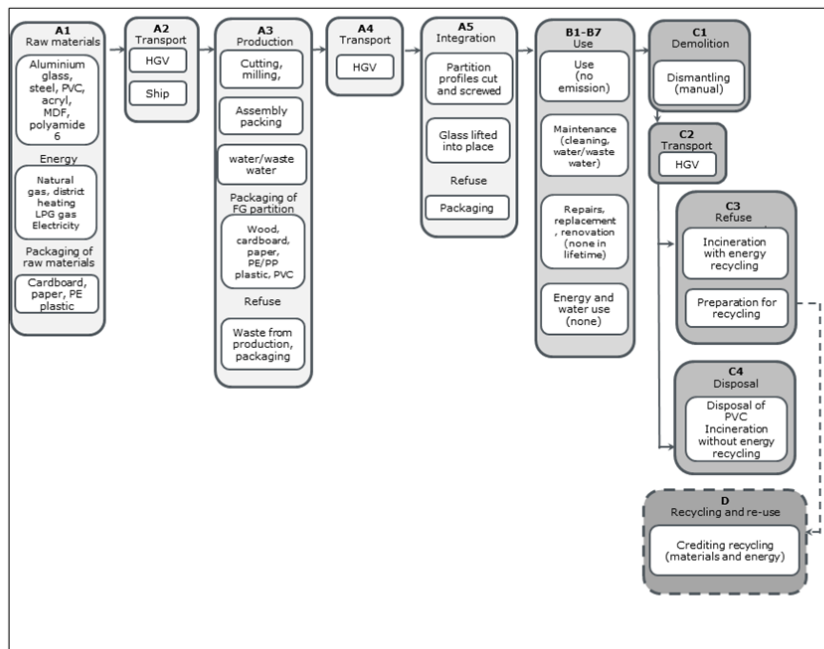 A1
Raw materials
Aluminium
glass,
steel, PVC,
acryl,
MDF,
polyamide
6
Energy
Natural
gas, district
heating
LPG gas
Electricity
Packaging of
raw materials
Cardboard,
paper, PE
plastic
A2
Transport
HGV
Ship
A3
Production
Cutting,
milling,
Assembly
packing
water/waste
water
Packaging of
FG partition
Wood,
cardboard,
paper,
PE/PP
plastic, PVC
Refuse
Waste from
production,
packaging
A4
Transport
HGV
A5
Integration
Partition
profiles cut
and screwed
Glass lifted
into place
Refuse
Packaging
B1-B7
Use
Use
(no
emission)
Maintenance
(cleaning,
water/waste
water)
Repairs,
replacement
, renovation
(none in
lifetime)
Energy and
water use
(none)
C1
Demolition
Dismantling
(manual)
C2
Transport
HGV
C3
Refuse
Incineration
with energy
recycling
Preparation for
recycling
C4
Disposal
Disposal of
PVC
Incineration
without energy
recycling
D
Recycling and re-use
Crediting recycling
(materials and energy)